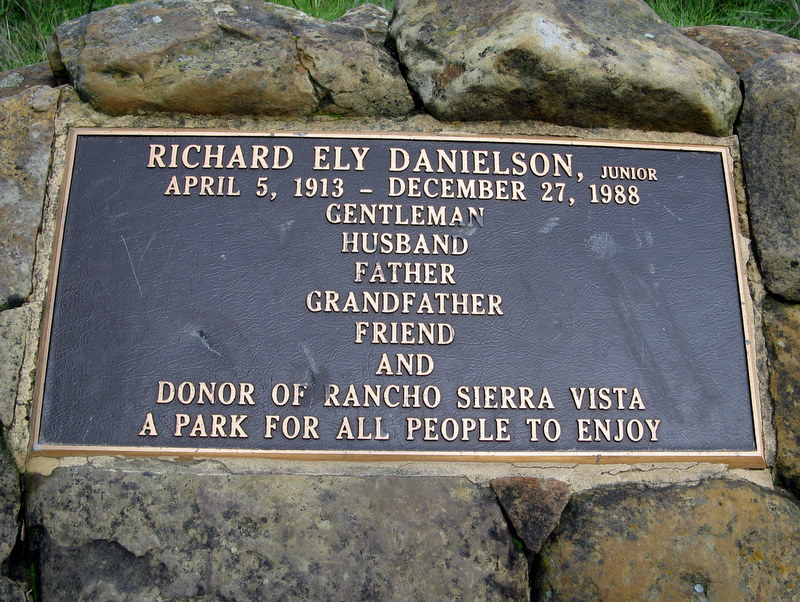 RICHARD ELY DANIELSON, JUNIOR
APRIL 5, 1913 – DECEMBER 27, 1988
GENTLEMAN
HUSBAND
FATHER
GRANDFATHER
FRIEND
AND
DONOR OF RANCHO SIERRA VISTA
A PARK FOR ALL PEOPLE TO ENJOY